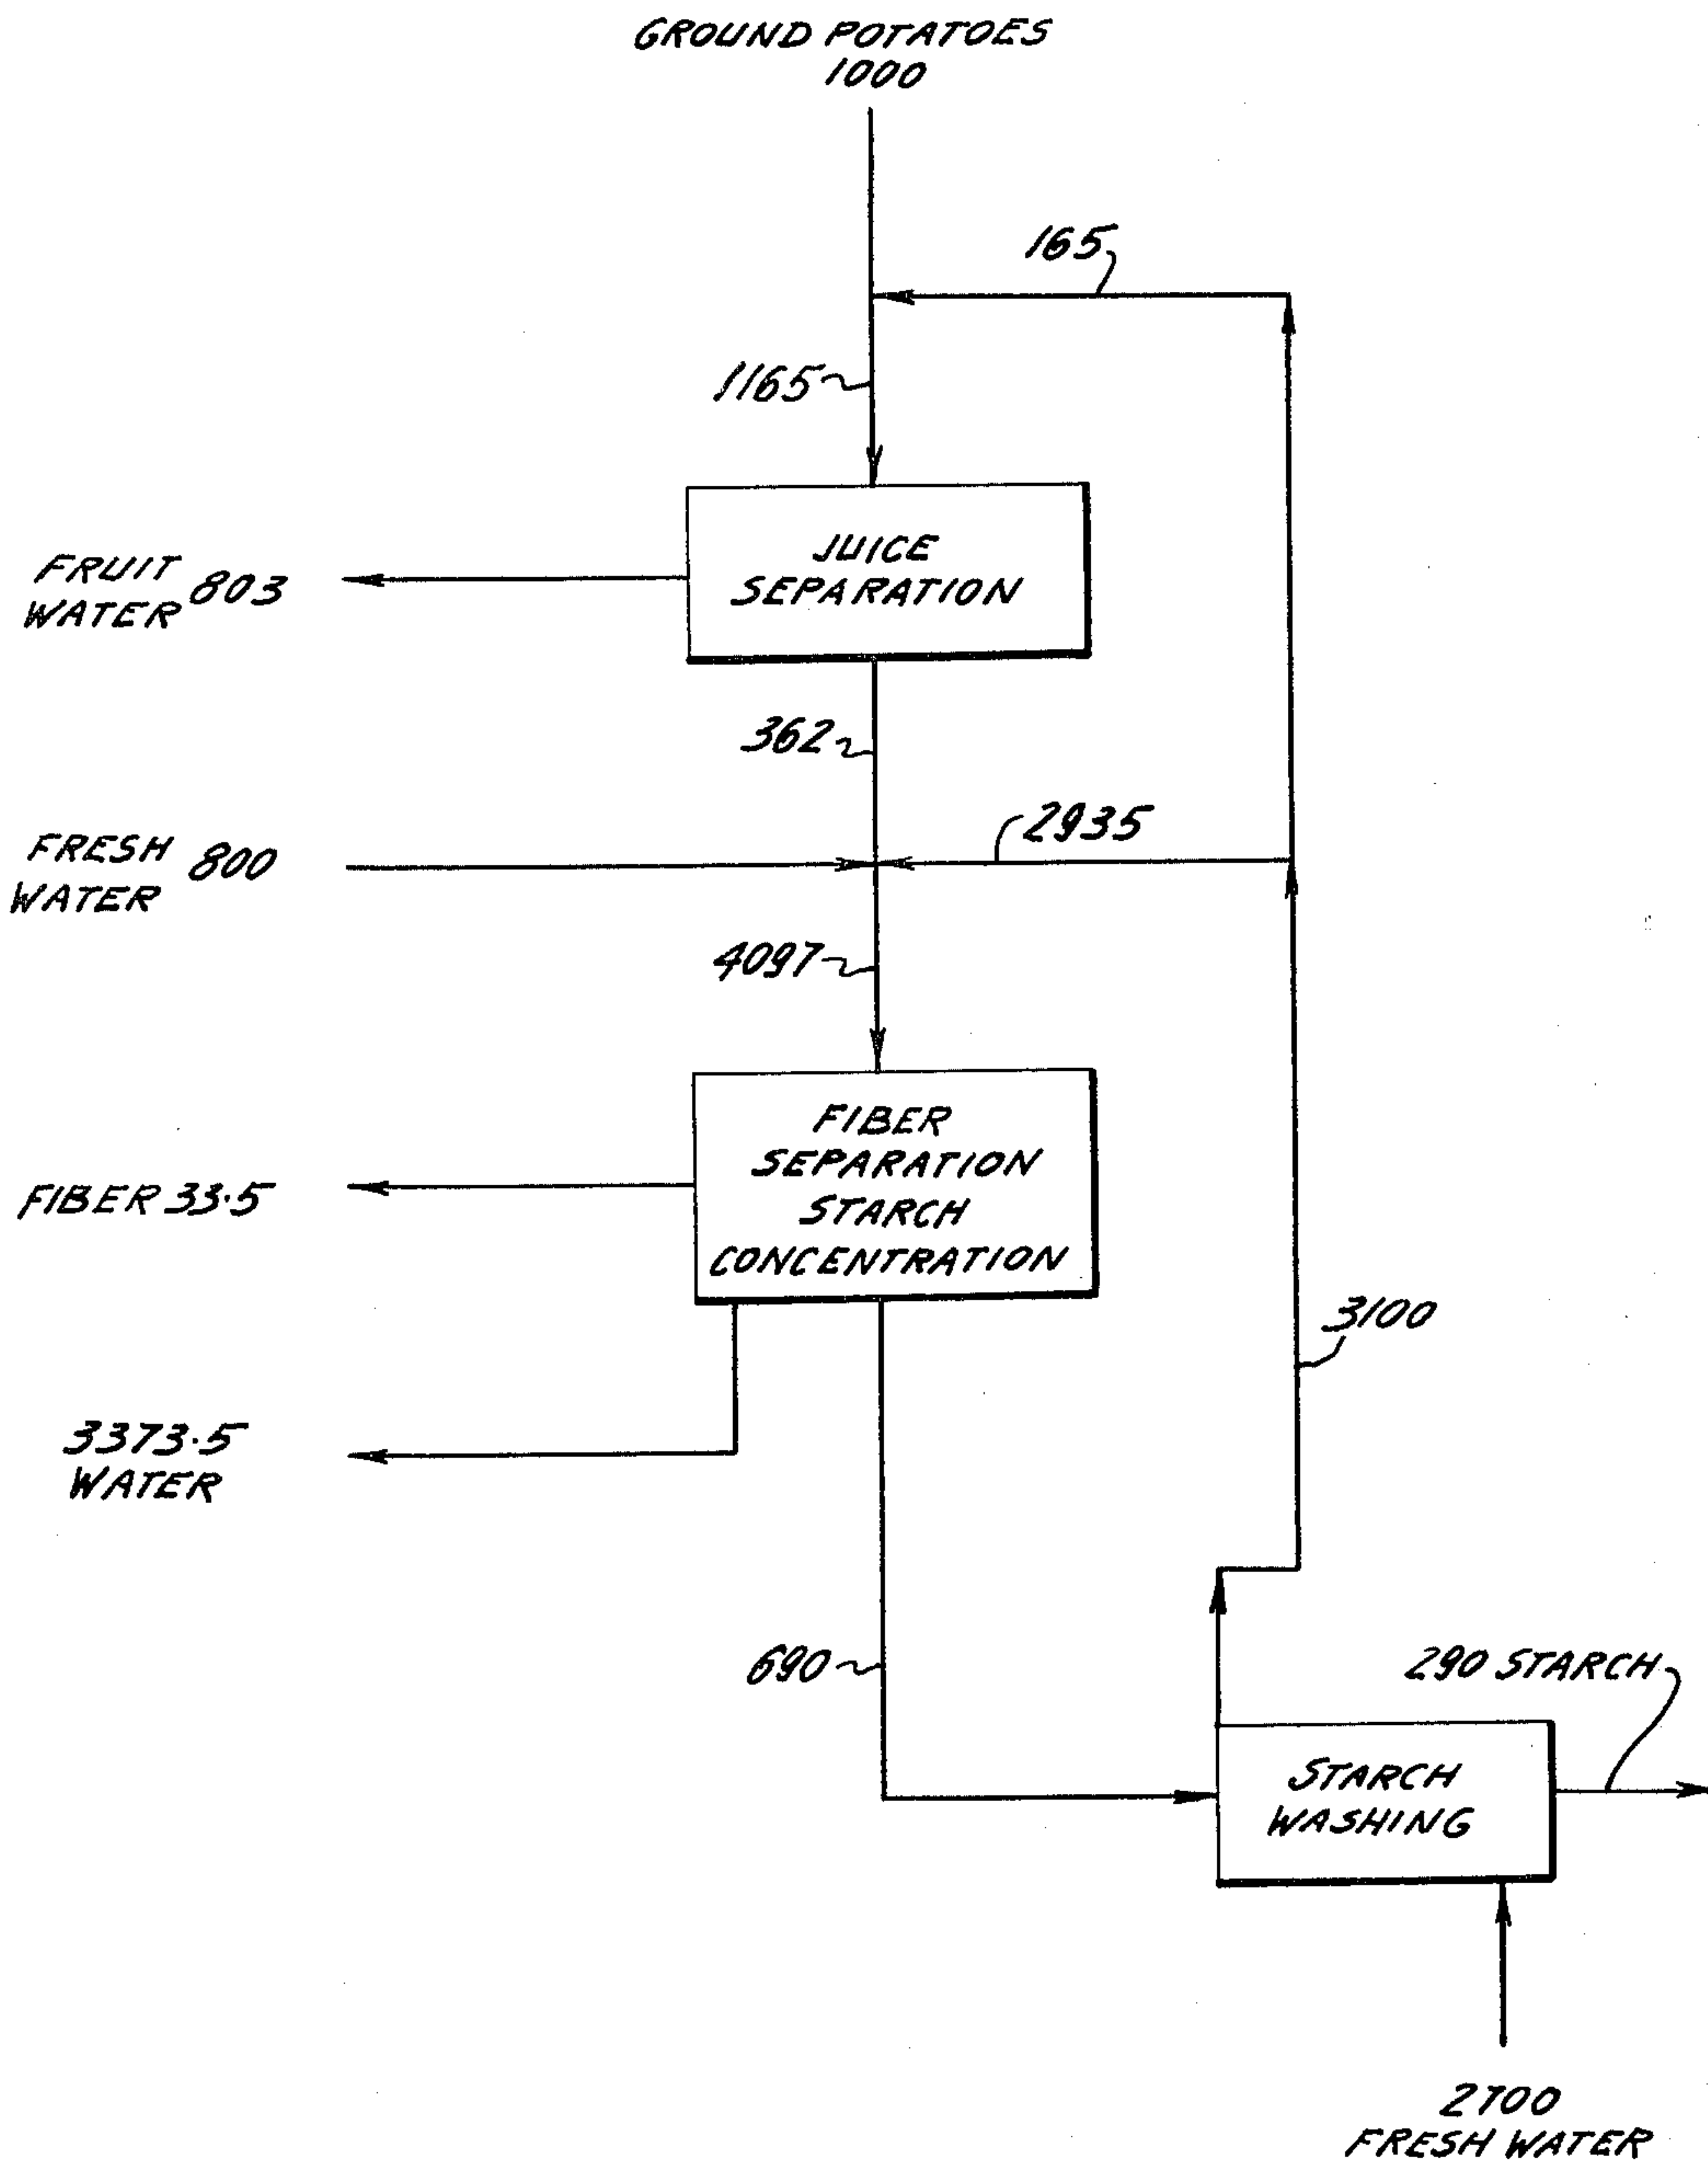 GROUND POTATOES
1000
165
1165
JUICE
SEPARATION
FRUIT 803
WATER
362
2935
FRESH 800
WATER
4097
FIBER
SEPARATION
STARCH
CONCENTRATION
FIBER 33.5
3100
3373.5
WATER
690
290 STARCH
STARCH
WASHING
2700
FRESH WATER